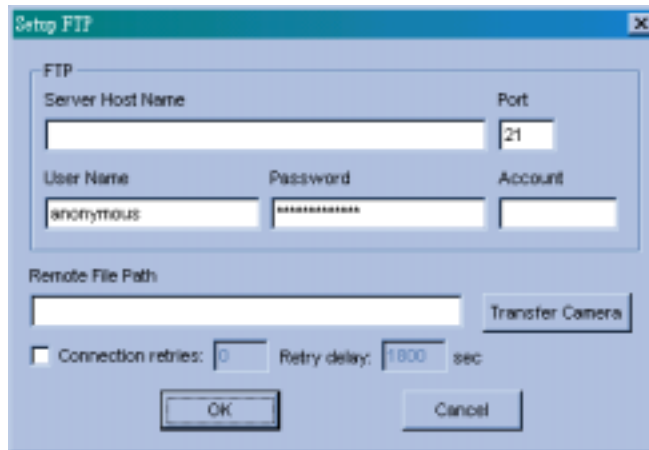 Setup FTP
FTP
Server Host Name Port
21
User Name Password Account
anonymous *************
Remote File Path
Transfer Camera
Connection retries: 0 Retry delay: 1800 sec
OK Cancel